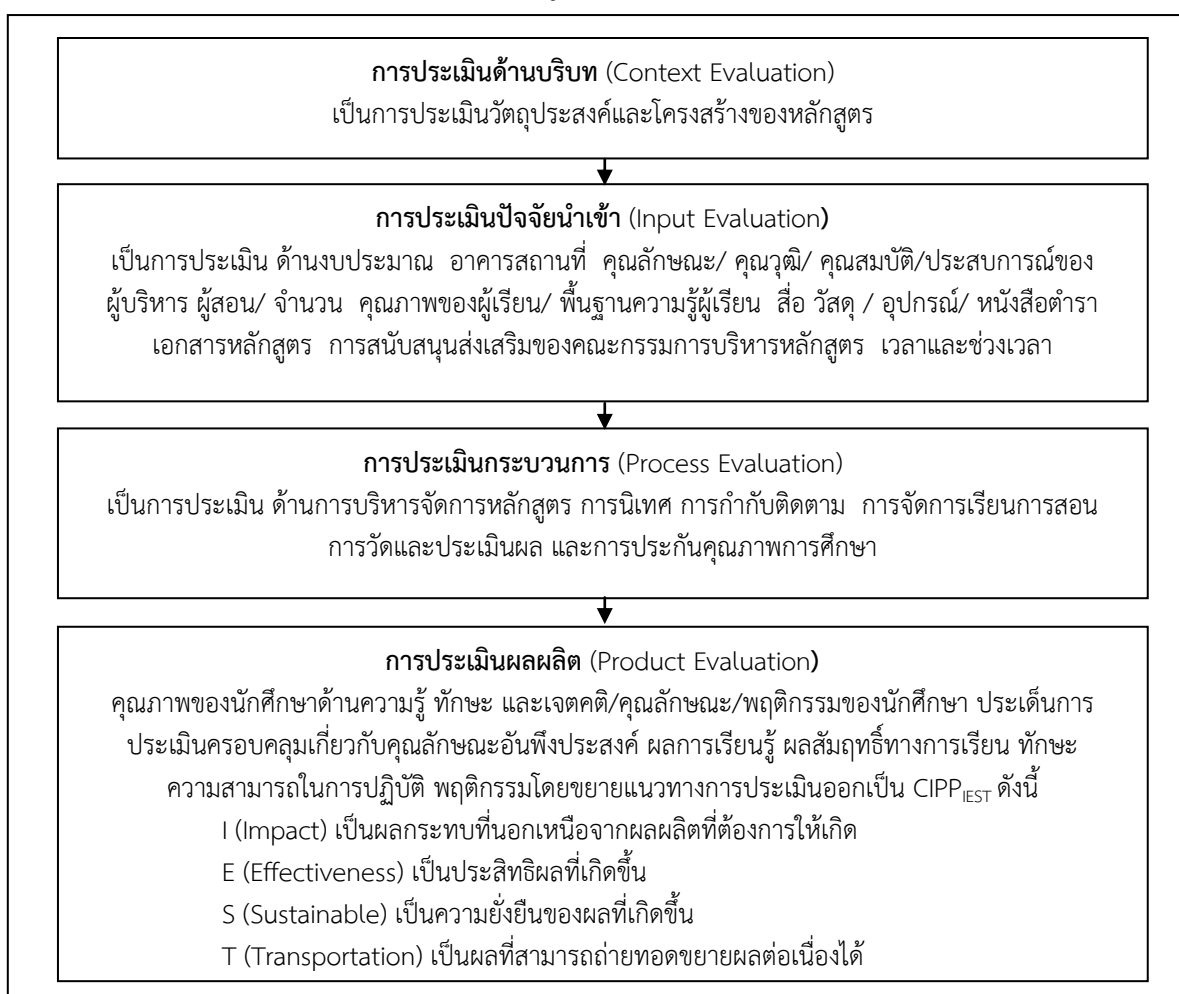 การประเมินด้านบริบท (Context Evaluation)
เป็นการประเมินวัตถุประสงค์และโครงสร้างของหลักสูตร
การประเมินปัจจัยนำเข้า (Input Evaluation)
เป็นการประเมิน ด้านงบประมาณ อาคารสถานที่ คุณลักษณะ/ คุณวุฒิ/ คุณสมบัติ/ประสบการณ์ของ
ผู้บริหาร ผู้สอน/ จำนวน คุณภาพของผู้เรียน/ พื้นฐานความรู้ผู้เรียน สื่อ วัสดุ / อุปกรณ์/ หนังสือตำรา
เอกสารหลักสูตร การสนับสนุนส่งเสริมของคณะกรรมการบริหารหลักสูตร เวลาและช่วงเวลา
การประเมินกระบวนการ (Process Evaluation)
เป็นการประเมิน ด้านการบริหารจัดการหลักสูตร การนิเทศ การกำกับติดตาม การจัดการเรียนการสอน
การวัดและประเมินผล และการประกันคุณภาพการศึกษา
การประเมินผลผลิต (Product Evaluation)
คุณภาพของนักศึกษาด้านความรู้ ทักษะ และเจตคติ/คุณลักษณะ/พฤติกรรมของนักศึกษา ประเด็นการ
ประเมินครอบคลุมเกี่ยวกับคุณลักษณะอันพึงประสงค์ ผลการเรียนรู้ ผลสัมฤทธิ์ทางการเรียน ทักษะ
ความสามารถในการปฏิบัติ พฤติกรรมโดยขยายแนวทางการประเมินออกเป็น CIPPIEST ดังนี้
I (Impact) เป็นผลกระทบที่นอกเหนือจากผลผลิตที่ต้องการให้เกิด
E (Effectiveness) เป็นประสิทธิผลที่เกิดขึ้น
S (Sustainable) เป็นความยั่งยืนของผลที่เกิดขึ้น
T (Transportation) เป็นผลที่สามารถถ่ายทอดขยายผลต่อเนื่องได้